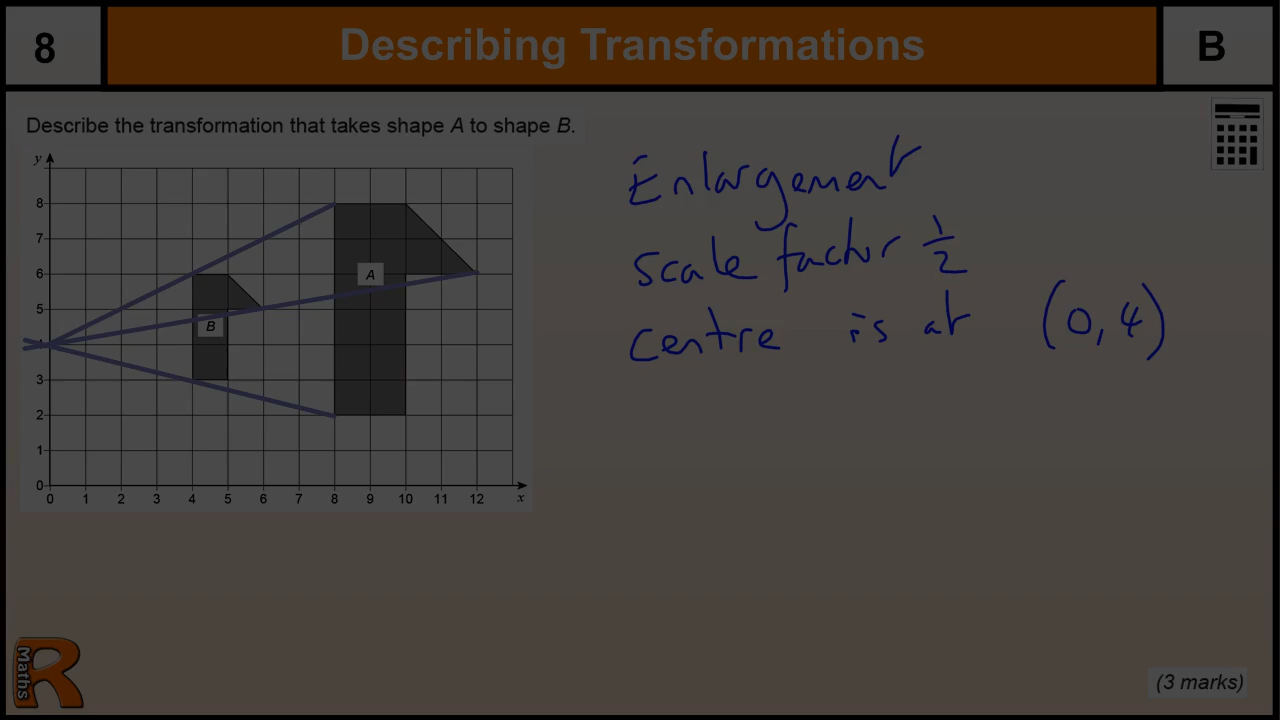 8
Describing Transformations
B
Describe the transformation that takes shape A to shape B.
y
8
7
6
5
3
2
1
0
0 1 2 3 4 5 6 7 8 9 10 11 12 x
A
B
Enlargement
scale factor 1/2
centre is at (0,4)
R
Maths
(3 marks)